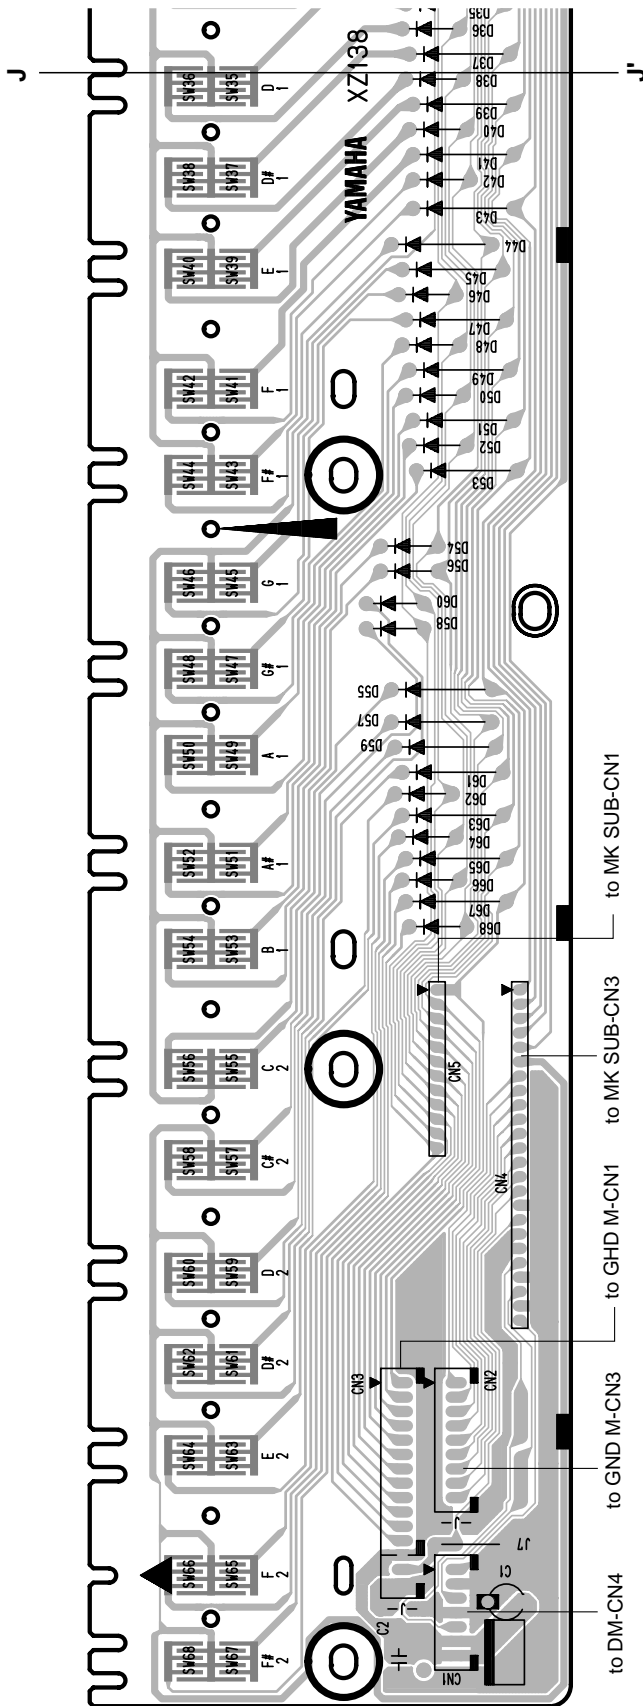 J
J'
XZ138
YAMAHA
SW36
SW35
D
1
SW38
SW37
D#
1
SW40
SW39
E
1
SW42
SW41
F
1
SW44
SW43
F#
1
SW46
SW45
G
1
SW48
SW47
G#
1
SW50
SW49
A
1
SW52
SW51
A#
1
SW54
SW53
B
1
SW56
SW55
C
2
SW58
SW57
C#
2
SW60
SW59
D
2
SW62
SW61
D#
2
SW64
SW63
E
2
SW66
SW65
F
2
SW68
SW67
F#
2
D35
D36
D37
D38
D39
D40
D41
D42
D43
D44
D45
D46
D47
D48
D49
D50
D51
D52
D53
D54
D56
D60
D58
D55
D57
D59
D61
D62
D63
D64
D65
D66
D67
D68
CN5
CN4
CN3
CN2
J
J7
J
C1
C2
CN1
to MK SUB-CN1
to MK SUB-CN3
to GHD M-CN1
to GND M-CN3
to DM-CN4